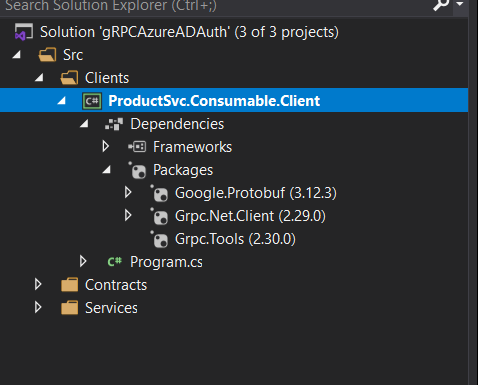 Search Solution Explorer (Ctrl+;)
Solution 'gRPCAzureADAuth' (3 of 3 projects)
Src
Clients
C# ProductSvc.Consumable.Client
Dependencies
Frameworks
Packages
Google.Protobuf (3.12.3)
Grpc.Net.Client (2.29.0)
Grpc.Tools (2.30.0)
C# Program.cs
Contracts
Services